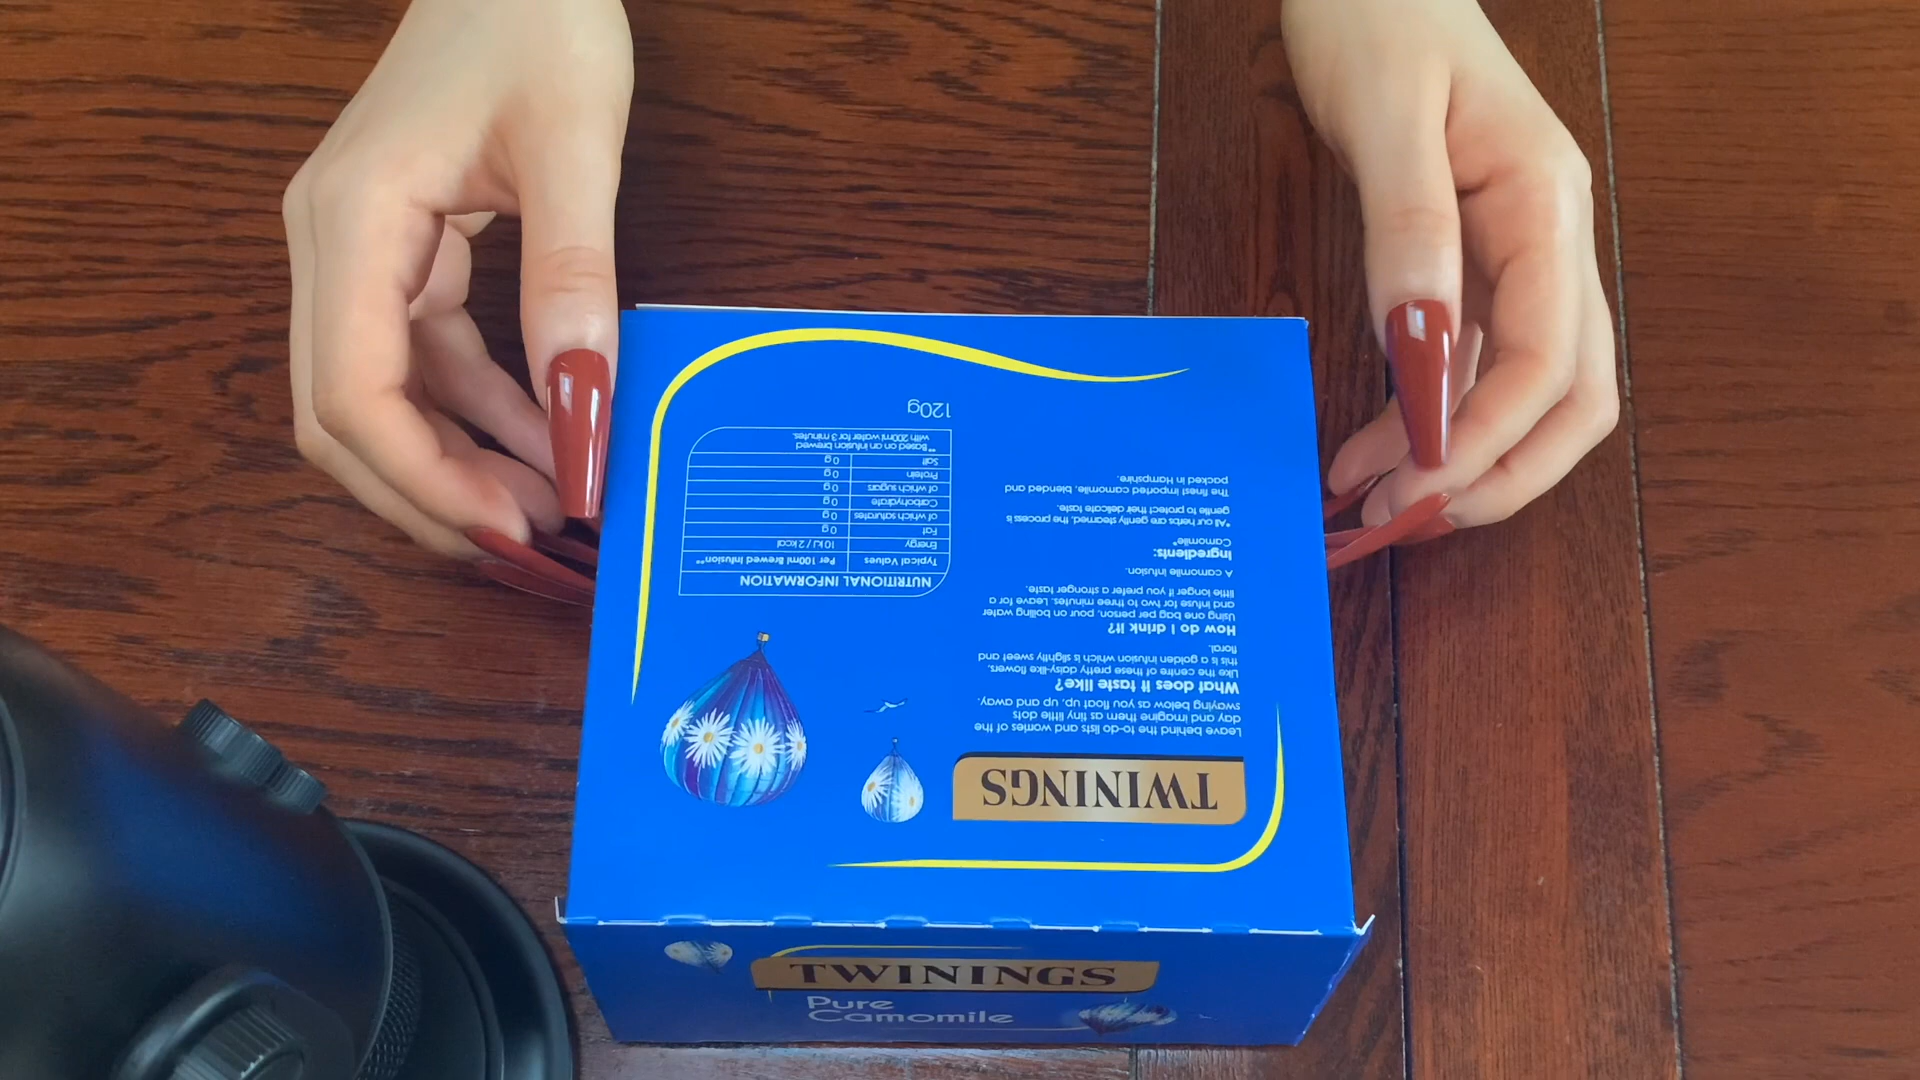 TWININGS
Leave behind the to-do lists and worries of the
day and imagine them as tiny little dots
swaying below as you float up, up and away.
What does it taste like?
Like the centre of these pretty daisy-like flowers,
this is a golden infusion which is slightly sweet and
floral.
How do I drink it?
Using one bag per person, pour on boiling water
and infuse for two to three minutes. Leave for a
little longer if you prefer a stronger taste.
A camomile infusion.
Ingredients:
Camomile*
*All our herbs are gently steamed, the process is
gentle to protect their delicate taste.
The finest imported camomile, blended and
packed in Hampshire.
NUTRITIONAL INFORMATION
Typical Values Per 100ml Brewed Infusion**
Energy 10 kJ / 2 kcal
Fat 0 g
of which saturates 0 g
Carbohydrate 0 g
of which sugars 0 g
Protein 0 g
Salt 0 g
**Based on an infusion brewed
with 200ml water for 3 minutes.
120g
TWININGS
Pure
Camomile